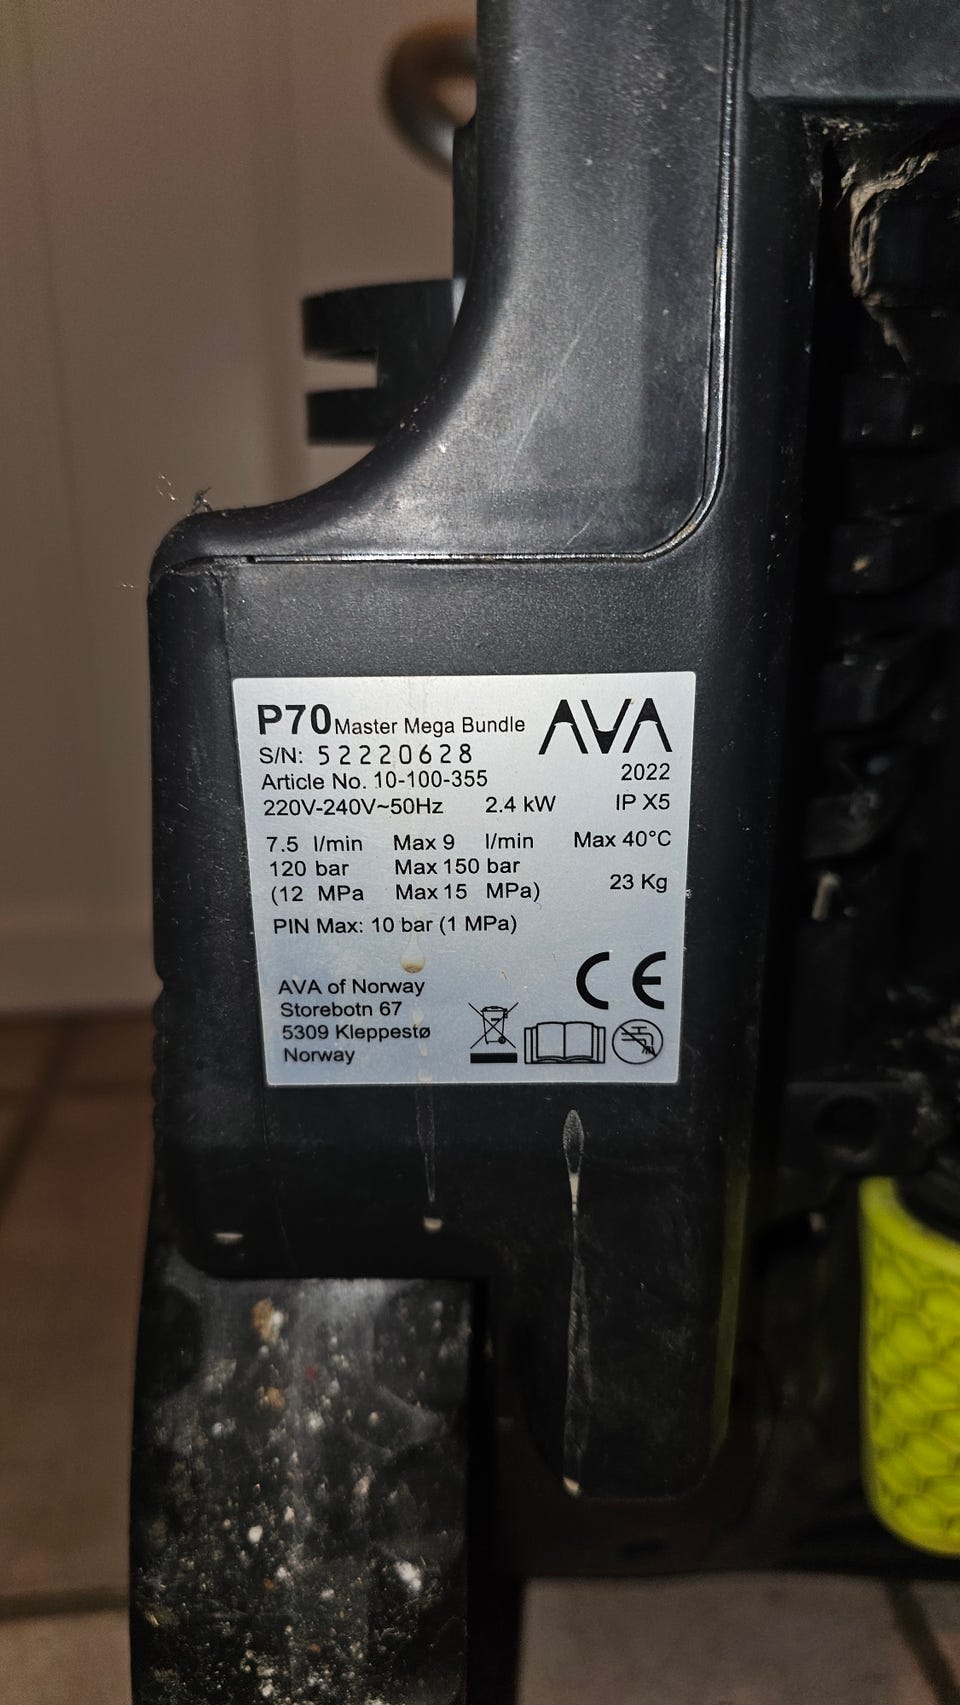 P70 Master Mega Bundle AVA
S/N: 52220628
Article No. 10-100-355 2022
220V-240V~50Hz 2.4 kW IP X5
7.5 l/min Max 9 l/min Max 40°C
120 bar Max 150 bar
(12 MPa Max 15 MPa) 23 Kg
PIN Max: 10 bar (1 MPa)
CE
AVA of Norway
Storebotn 67
5309 Kleppestø
Norway